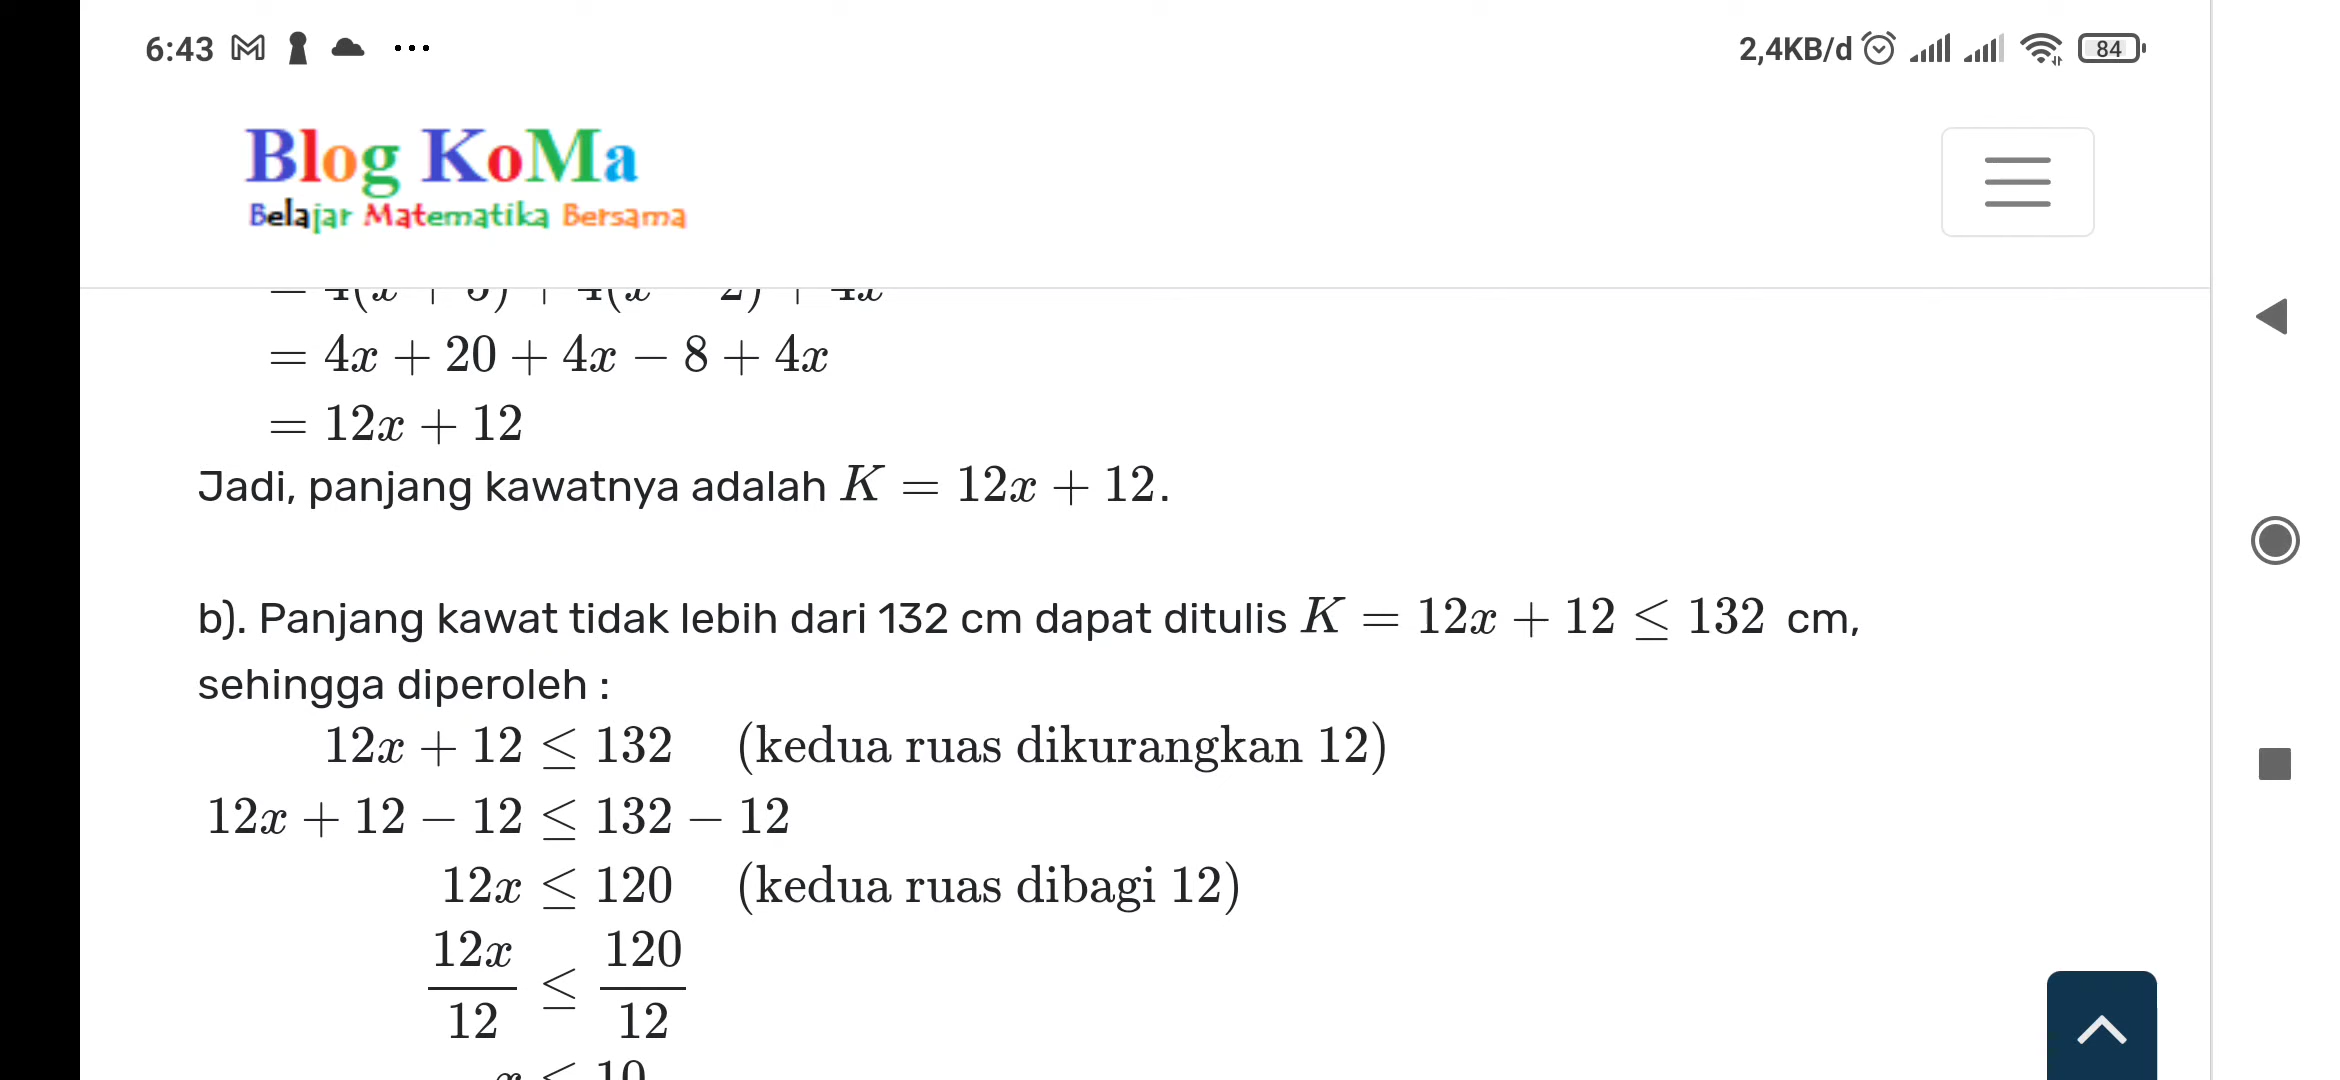 6:43
2,4KB/d
84
Blog KoMa
Belajar Matematika Bersama
= 4x + 20 + 4x − 8 + 4x
= 12x + 12
Jadi, panjang kawatnya adalah K = 12x + 12.
b). Panjang kawat tidak lebih dari 132 cm dapat ditulis K = 12x + 12 ≤ 132 cm,
sehingga diperoleh :
12x + 12 ≤ 132 (kedua ruas dikurangkan 12)
12x + 12 − 12 ≤ 132 − 12
12x ≤ 120 (kedua ruas dibagi 12)
12x/12 ≤ 120/12
x ≤ 10